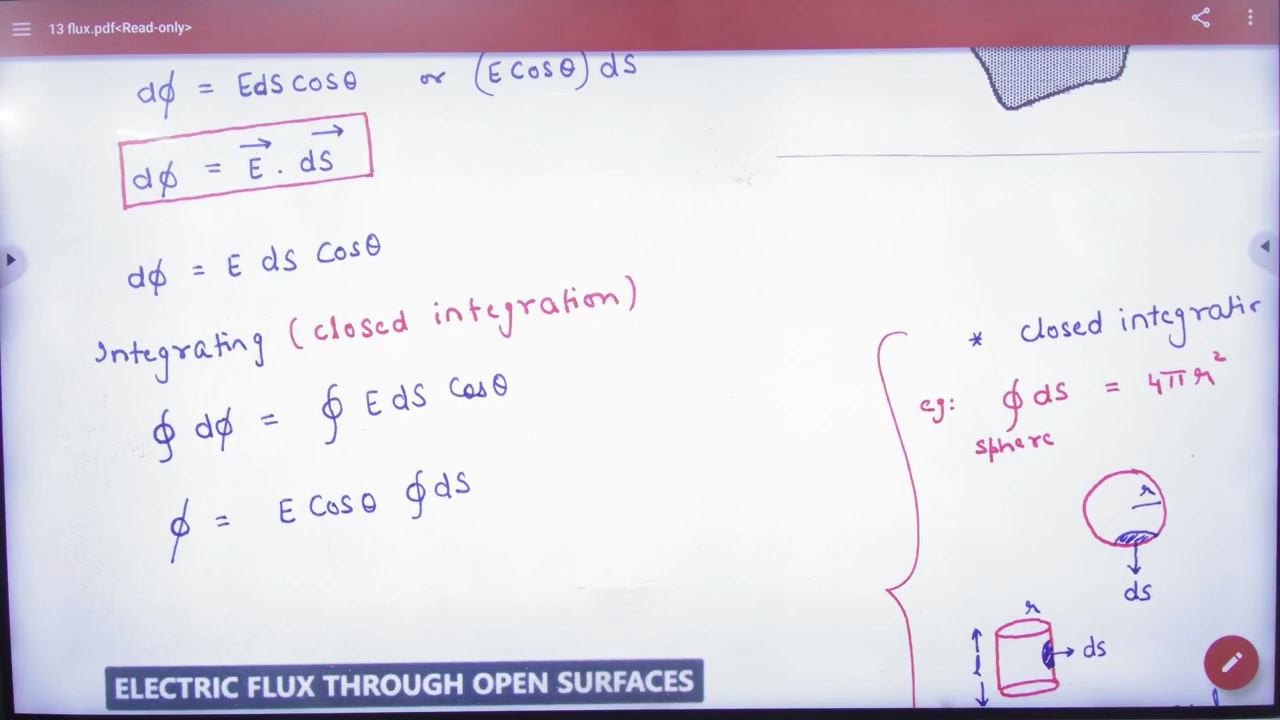 13 flux.pdf<Read-only>
dϕ = Eds cosθ or (E Cosθ) ds
dϕ = E⃗ . ds⃗
dϕ = E ds Cosθ
Integrating (closed integration)
∮ dϕ = ∮ E ds Cosθ
ϕ = E Cosθ ∮ ds
* closed integratio
eg: ∮ ds = 4πr²
sphere
r
ds
r
l
ds
ELECTRIC FLUX THROUGH OPEN SURFACES